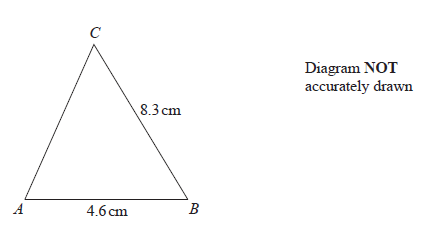 C
Diagram NOT
accurately drawn
8.3 cm
A
4.6 cm
B